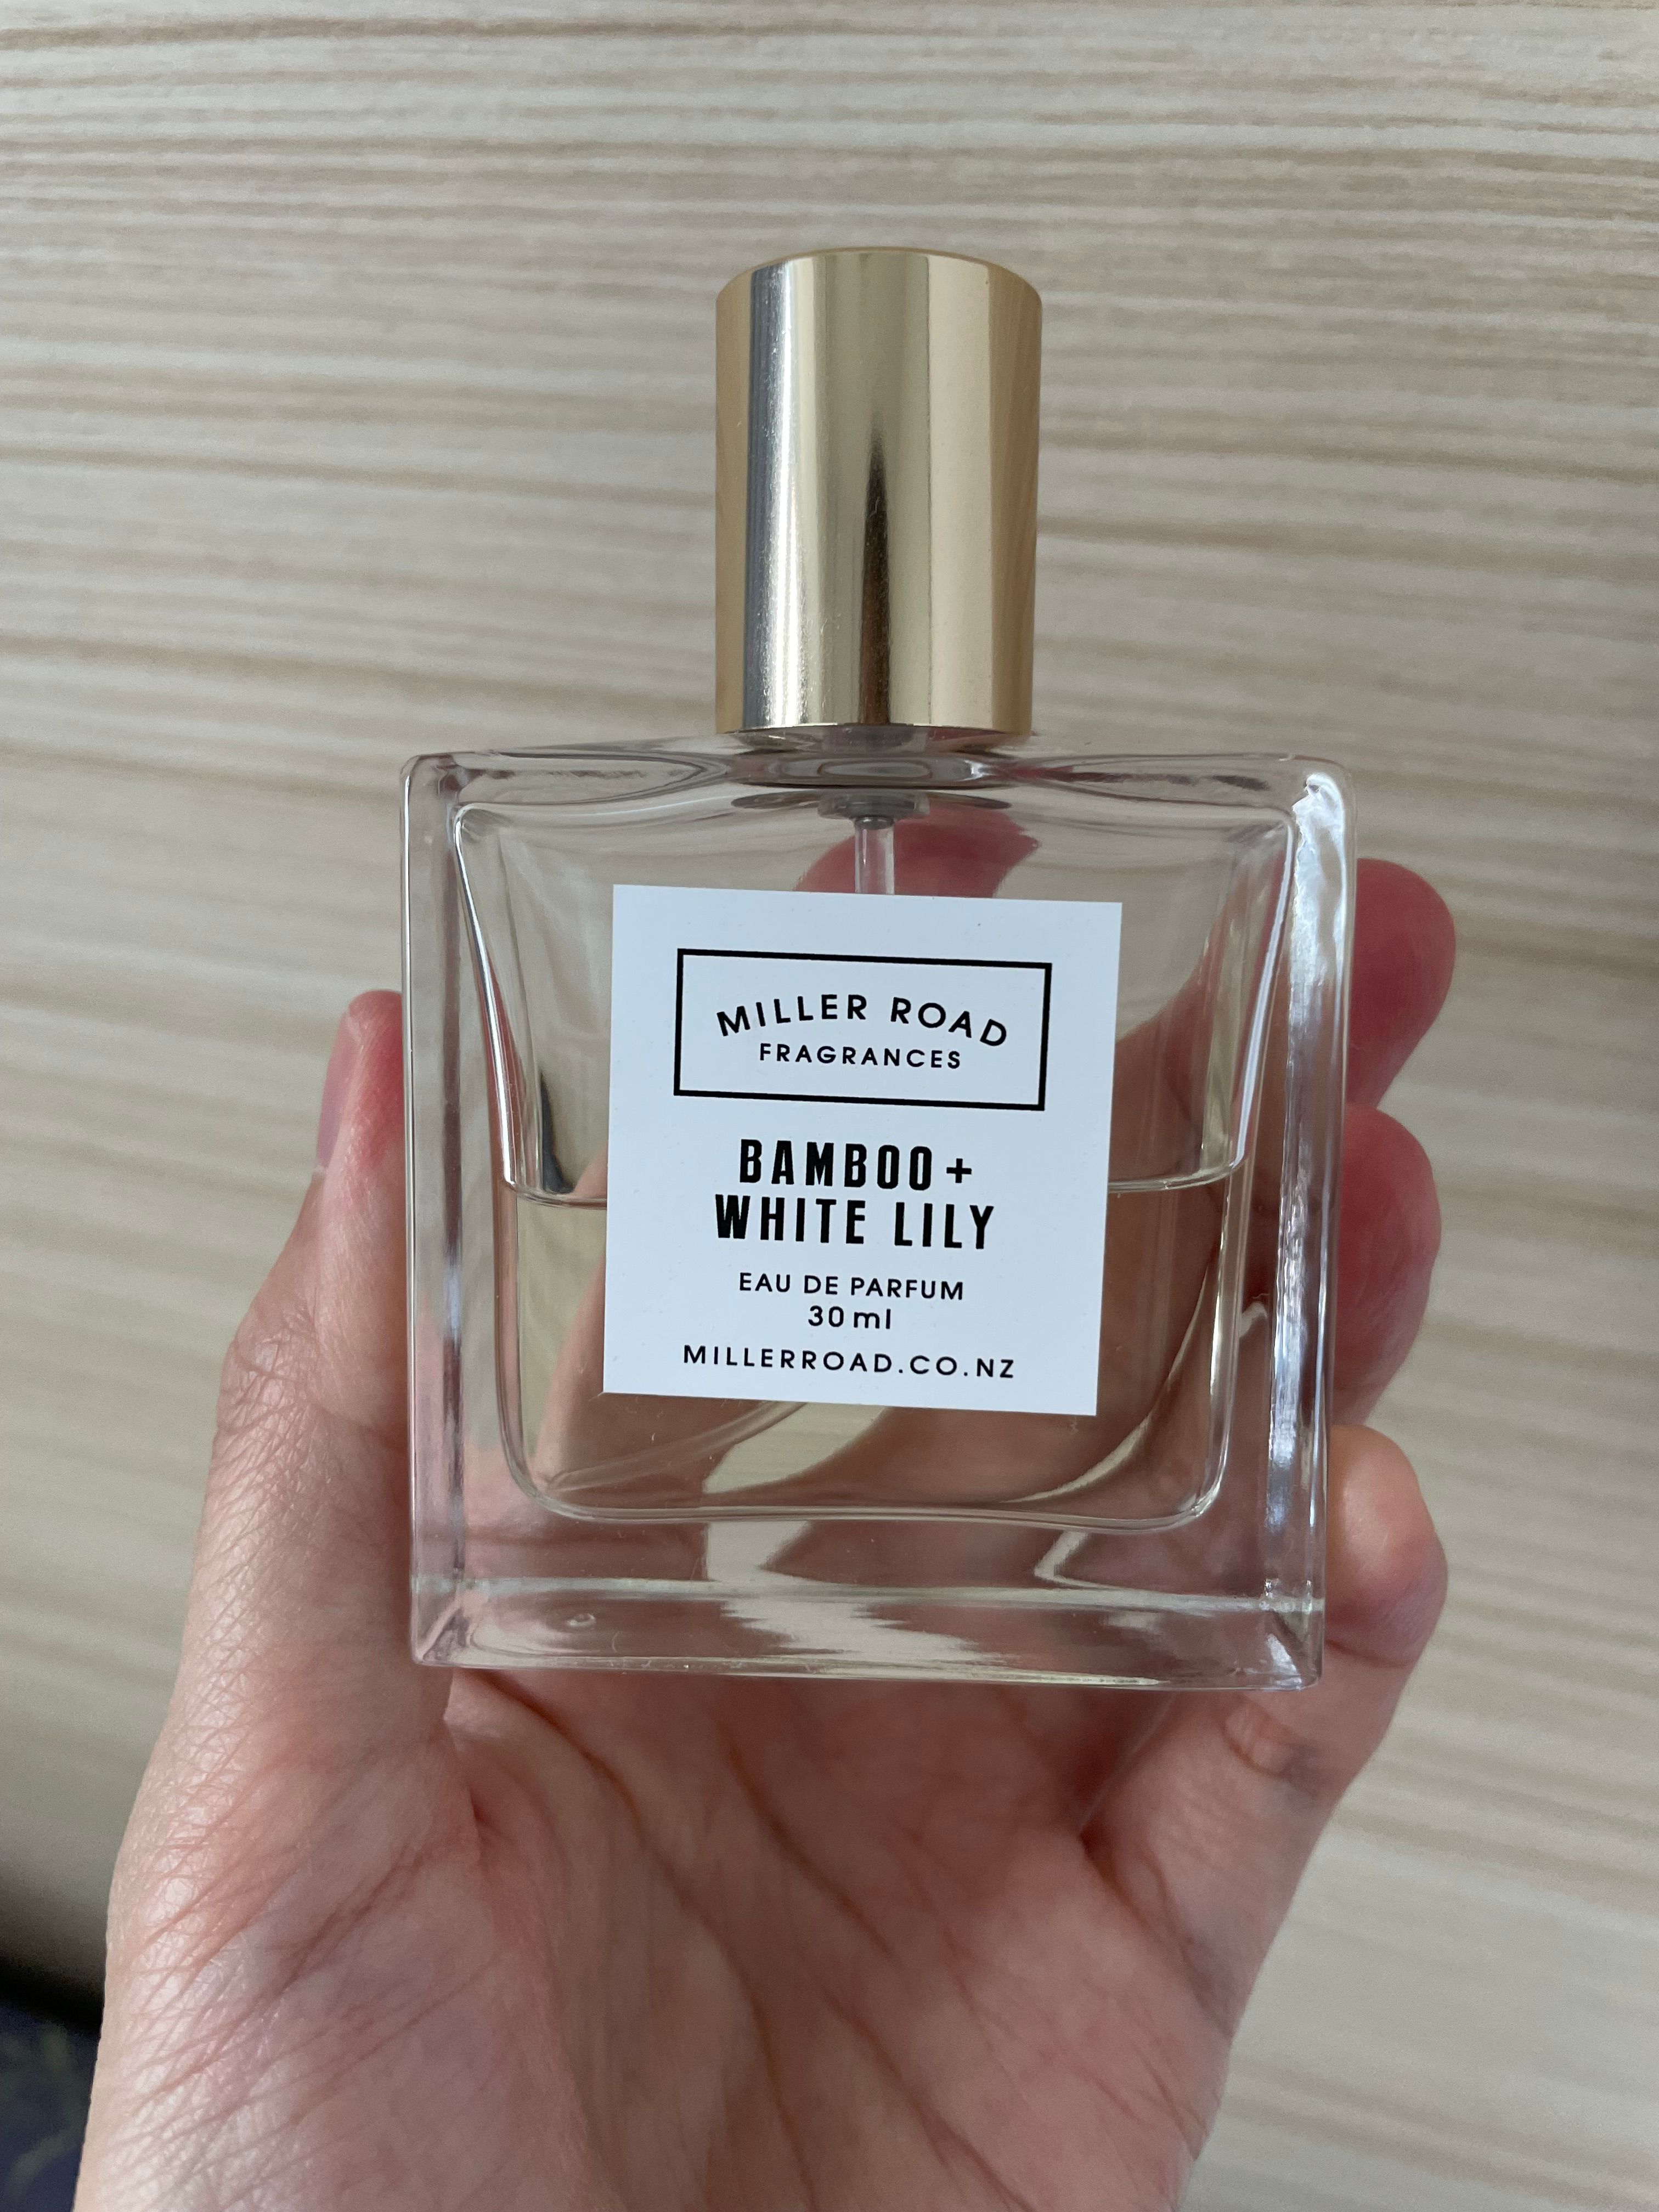 MILLER ROAD
FRAGRANCES
BAMBOO +
WHITE LILY
EAU DE PARFUM
30 ml
MILLERROAD.CO.NZ